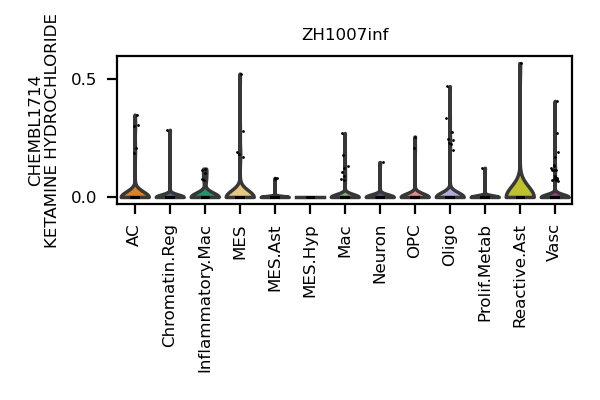 ZH1007inf
CHEMBL1714
KETAMINE HYDROCHLORIDE
0.5
0.0
AC
Chromatin.Reg
Inflammatory.Mac
MES
MES.Ast
MES.Hyp
Mac
Neuron
OPC
Oligo
Prolif.Metab
Reactive.Ast
Vasc